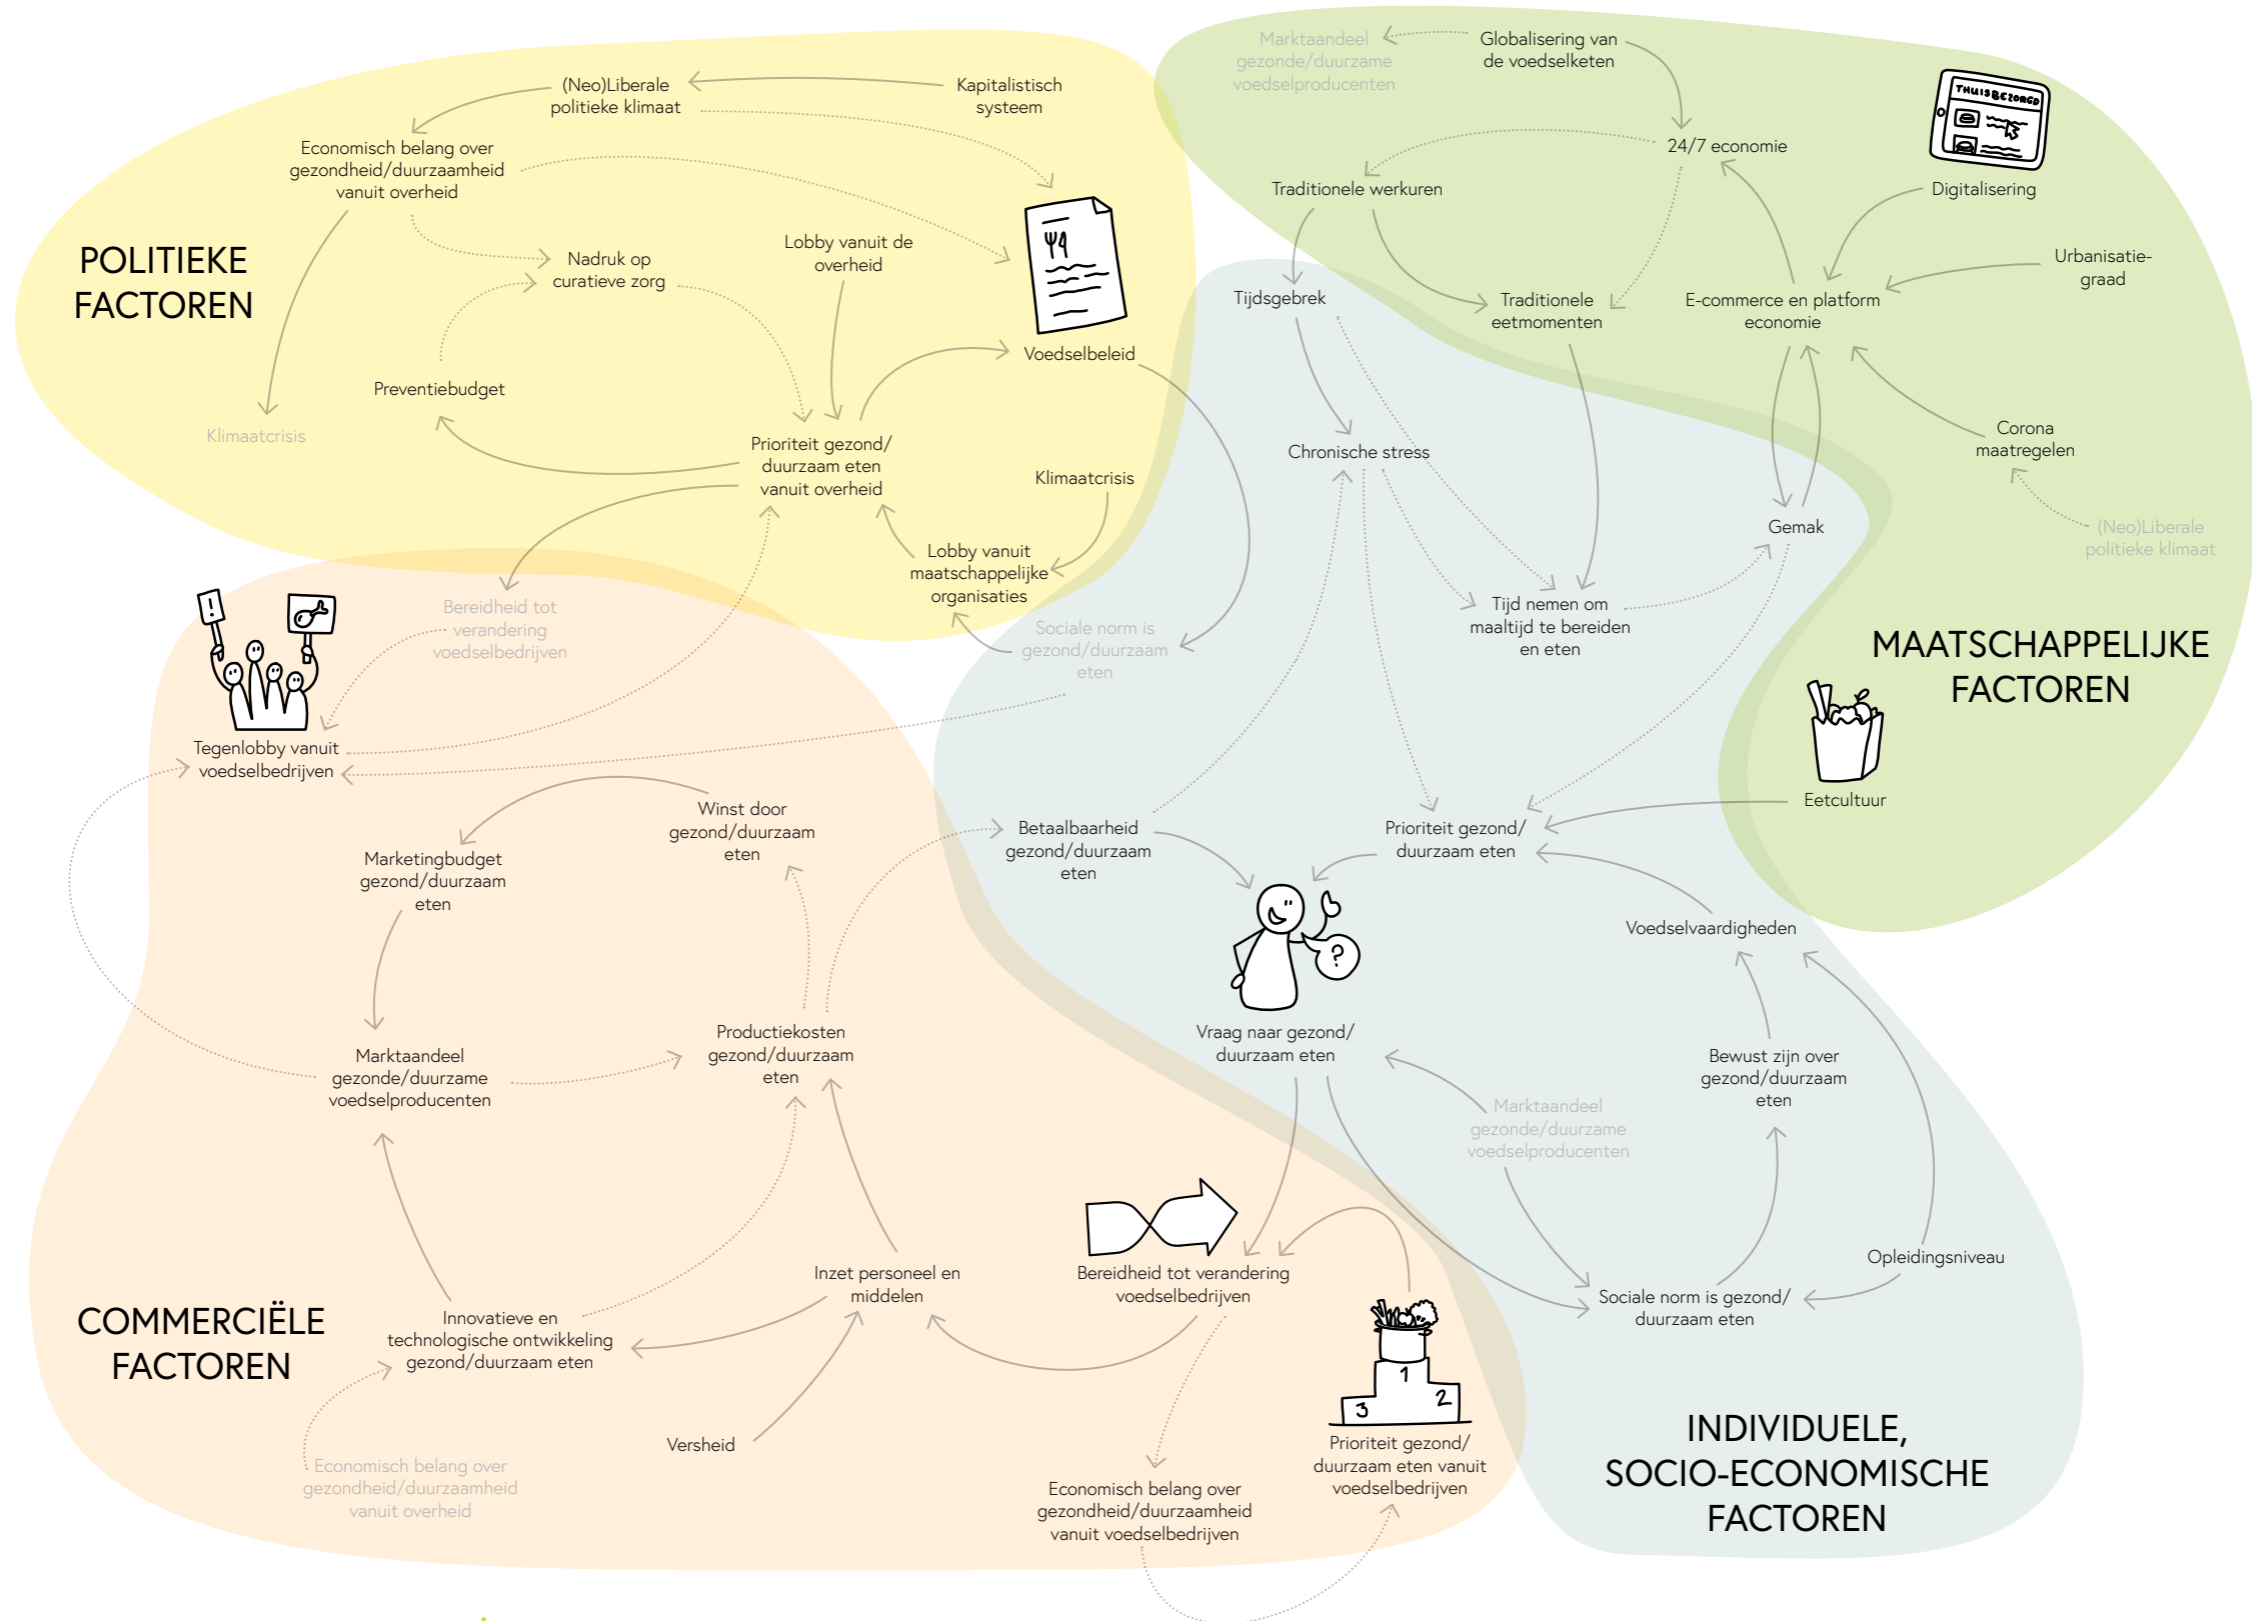 POLITIEKE
FACTOREN
(Neo)Liberale
politieke klimaat
Kapitalistisch
systeem
Economisch belang over
gezondheid/duurzaamheid
vanuit overheid
Nadruk op
curatieve zorg
Lobby vanuit de
overheid
Voedselbeleid
Preventiebudget
Klimaatcrisis
Prioriteit gezond/
duurzaam eten
vanuit overheid
Klimaatcrisis
Lobby vanuit
maatschappelijke
organisaties
Marktaandeel
gezonde/duurzame
voedselproducenten
Globalisering van
de voedselketen
THUISBEZORGD
24/7 economie
Digitalisering
Traditionele werkuren
Urbanisatie-
graad
Tijdsgebrek
Traditionele
eetmomenten
E-commerce en platform
economie
Chronische stress
Corona
maatregelen
Gemak
(Neo)Liberale
politieke klimaat
Tijd nemen om
maaltijd te bereiden
en eten
MAATSCHAPPELIJKE
FACTOREN
Eetcultuur
!
Bereidheid tot
verandering
voedselbedrijven
Sociale norm is
gezond/duurzaam
eten
Tegenlobby vanuit
voedselbedrijven
Winst door
gezond/duurzaam
eten
Marketingbudget
gezond/duurzaam
eten
Betaalbaarheid
gezond/duurzaam
eten
Prioriteit gezond/
duurzaam eten
?
Voedselvaardigheden
Productiekosten
gezond/duurzaam
eten
Vraag naar gezond/
duurzaam eten
Marktaandeel
gezonde/duurzame
voedselproducenten
Bewust zijn over
gezond/duurzaam
eten
Marktaandeel
gezonde/duurzame
voedselproducenten
Inzet personeel en
middelen
Bereidheid tot verandering
voedselbedrijven
Opleidingsniveau
Sociale norm is gezond/
duurzaam eten
COMMERCIËLE
FACTOREN
Innovatieve en
technologische ontwikkeling
gezond/duurzaam eten
1
2
3
Versheid
Prioriteit gezond/
duurzaam eten vanuit
voedselbedrijven
Economisch belang over
gezondheid/duurzaamheid
vanuit overheid
Economisch belang over
gezondheid/duurzaamheid
vanuit voedselbedrijven
INDIVIDUELE,
SOCIO-ECONOMISCHE
FACTOREN